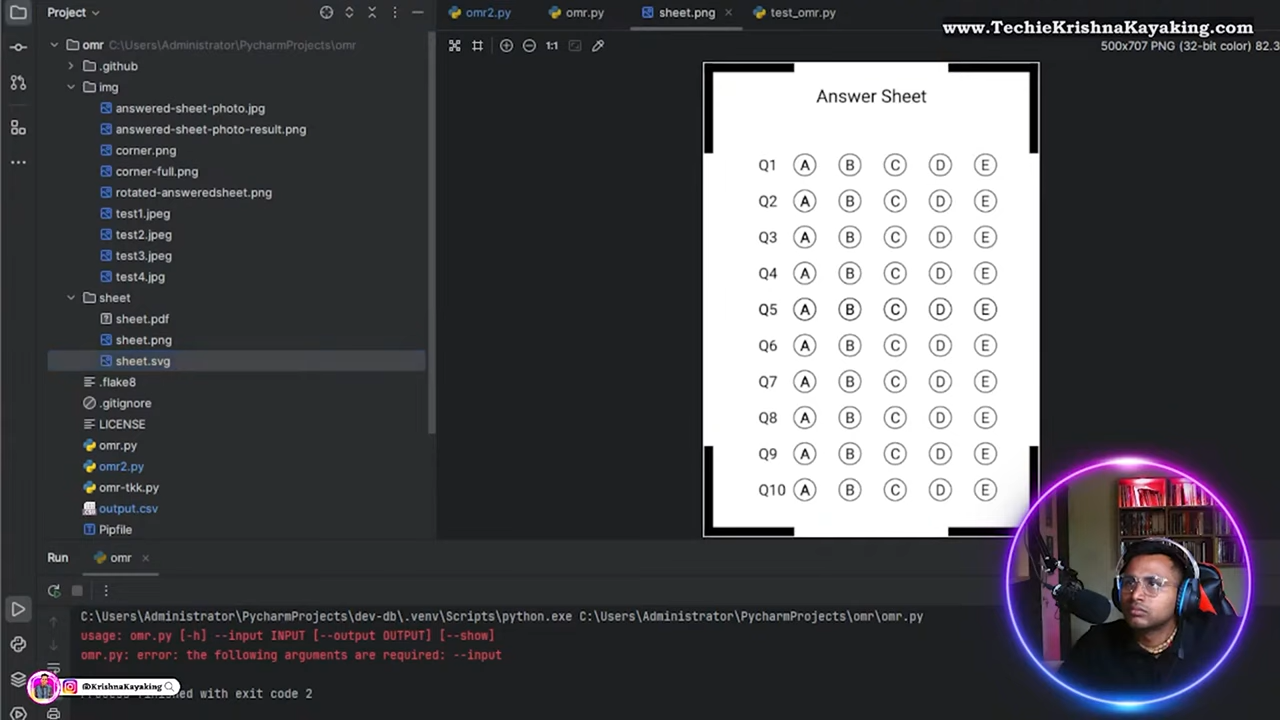 Project
omr2.py
omr.py
sheet.png
test_omr.py
www.TechieKrishnaKayaking.com
omr C:\Users\Administrator\PycharmProjects\omr
1:1
500x707 PNG (32-bit color) 82.3
.github
img
answered-sheet-photo.jpg
answered-sheet-photo-result.png
corner.png
corner-full.png
rotated-answeredsheet.png
test1.jpeg
test2.jpeg
test3.jpeg
test4.jpg
sheet
sheet.pdf
sheet.png
sheet.svg
.flake8
.gitignore
LICENSE
omr.py
omr2.py
omr-tkk.py
output.csv
Pipfile
Answer Sheet
Q1 A B C D E
Q2 A B C D E
Q3 A B C D E
Q4 A B C D E
Q5 A B C D E
Q6 A B C D E
Q7 A B C D E
Q8 A B C D E
Q9 A B C D E
Q10 A B C D E
Run
omr
C:\Users\Administrator\PycharmProjects\dev-db\.venv\Scripts\python.exe C:\Users\Administrator\PycharmProjects\omr\omr.py
usage: omr.py [-h] --input INPUT [--output OUTPUT] [--show]
omr.py: error: the following arguments are required: --input
@KrishnaKayaking
finished with exit code 2